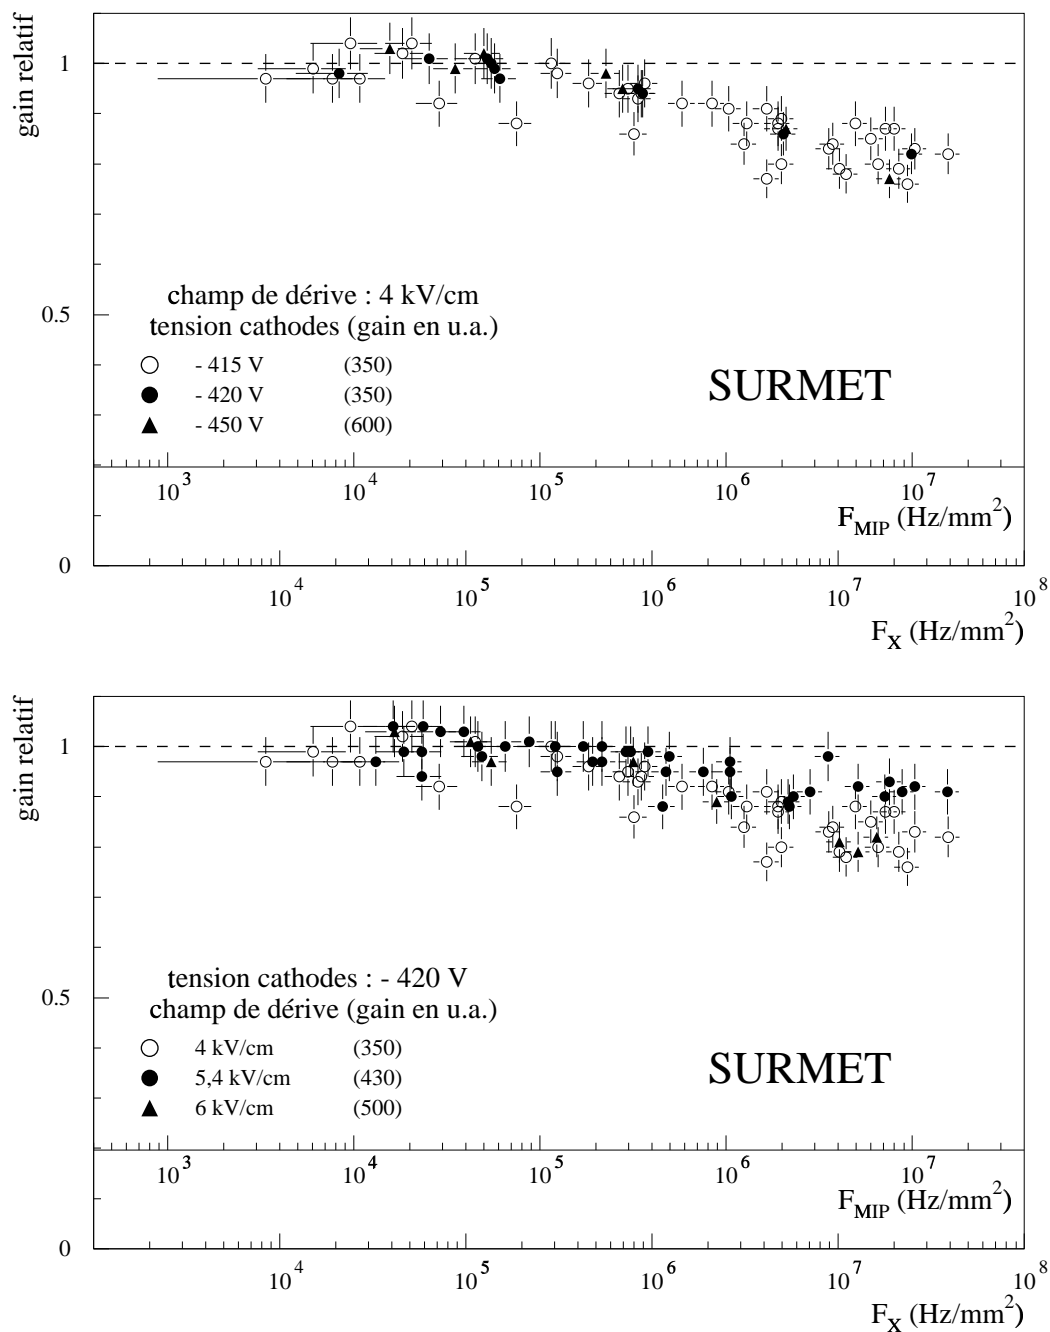 gain relatif
1
0.5
0
champ de dérive : 4 kV/cm
tension cathodes (gain en u.a.)
- 415 V (350)
- 420 V (350)
- 450 V (600)
SURMET
10^3 10^4 10^5 10^6 10^7
F_MIP (Hz/mm^2)
10^4 10^5 10^6 10^7 10^8
F_X (Hz/mm^2)
gain relatif
1
0.5
0
tension cathodes : - 420 V
champ de dérive (gain en u.a.)
4 kV/cm (350)
5,4 kV/cm (430)
6 kV/cm (500)
SURMET
10^3 10^4 10^5 10^6 10^7
F_MIP (Hz/mm^2)
10^4 10^5 10^6 10^7 10^8
F_X (Hz/mm^2)